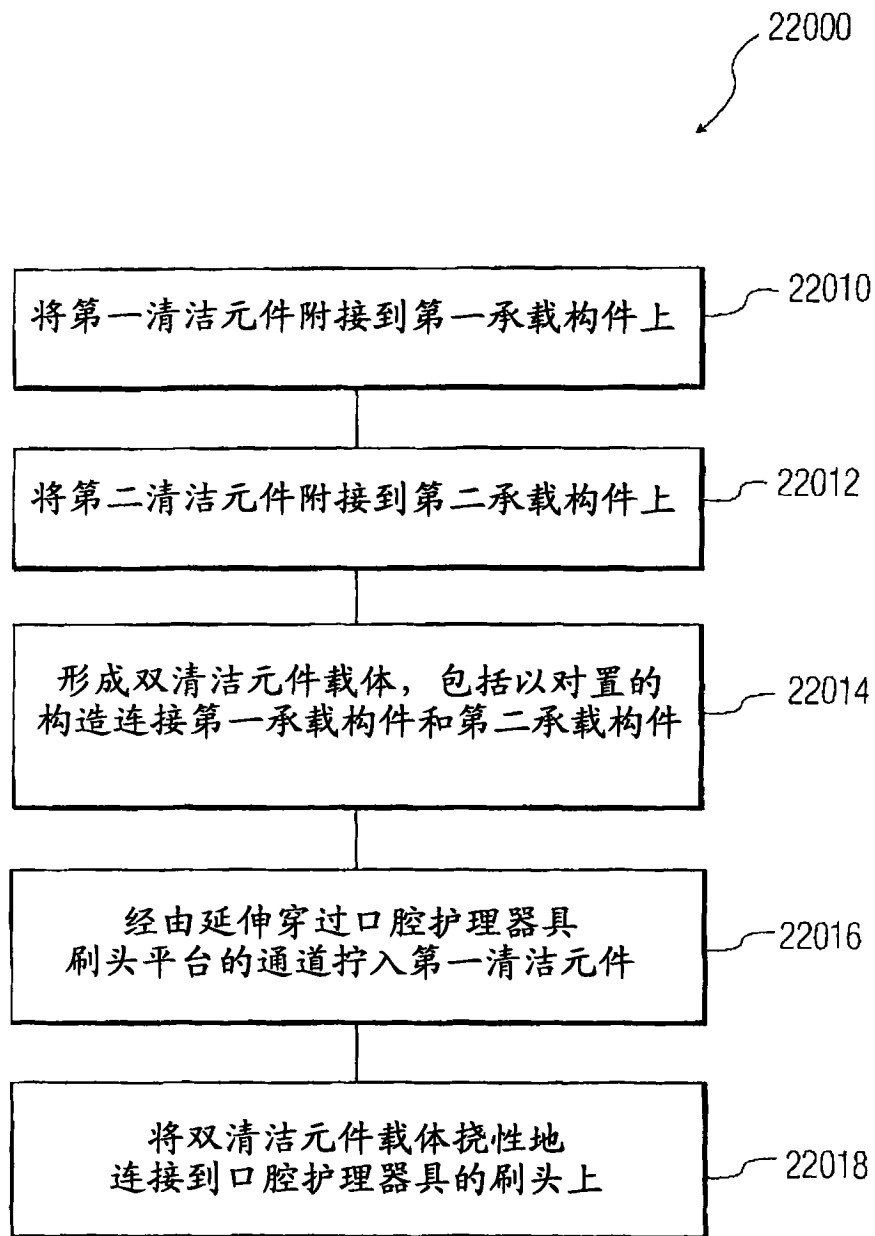 22000
将第一清洁元件附接到第一承载构件上
22010
将第二清洁元件附接到第二承载构件上
22012
形成双清洁元件载体，包括以对置的
构造连接第一承载构件和第二承载构件
22014
经由延伸穿过口腔护理器具
刷头平台的通道拧入第一清洁元件
22016
将双清洁元件载体挠性地
连接到口腔护理器具的刷头上
22018